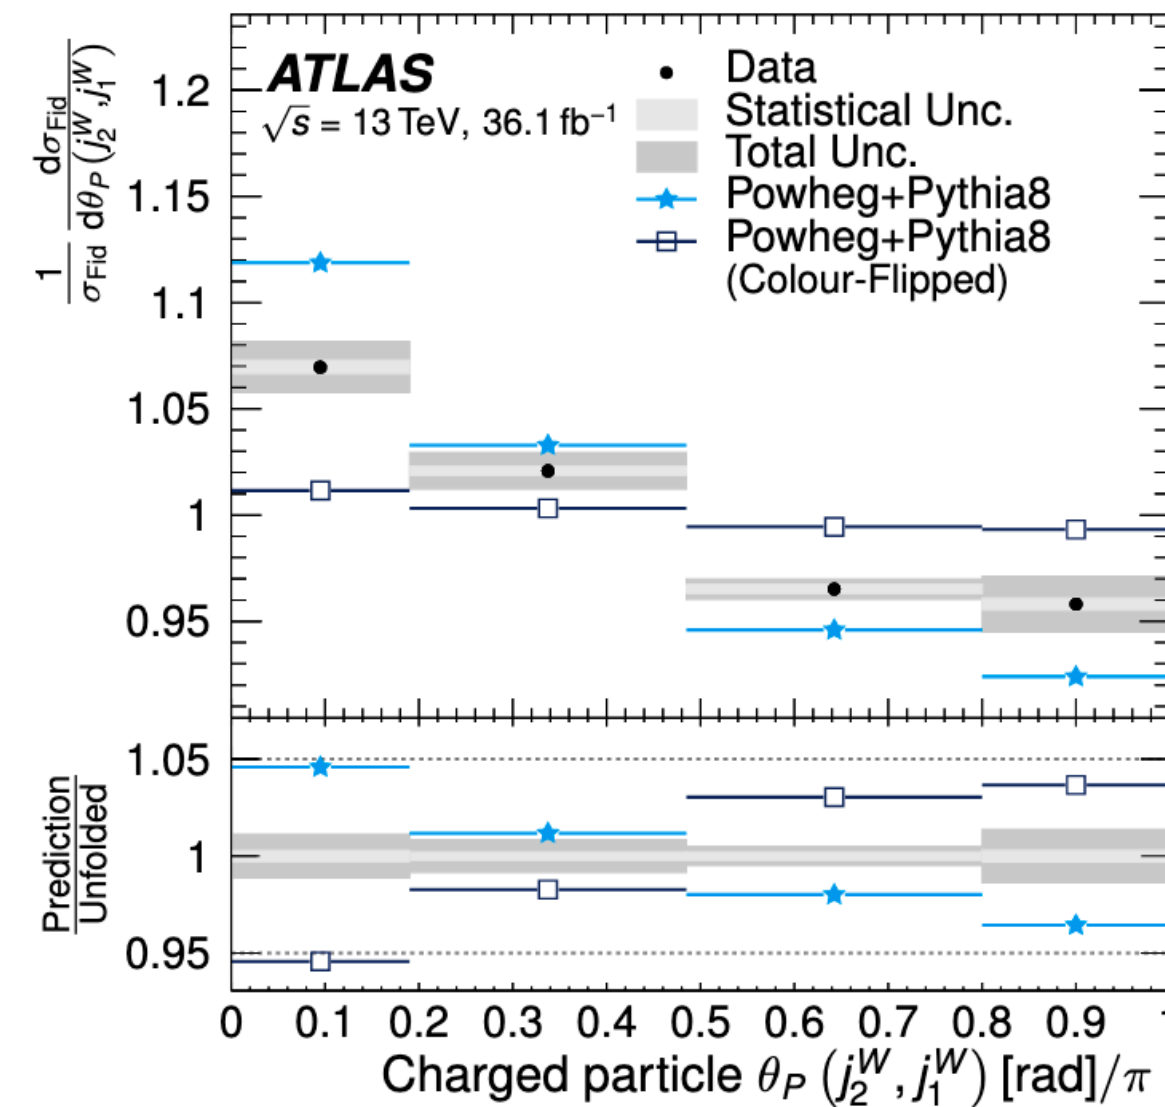 1/σ_Fid dσ_Fid/dθ_P (j_2^W, j_1^W)
ATLAS
√s = 13 TeV, 36.1 fb⁻¹
Data
Statistical Unc.
Total Unc.
Powheg+Pythia8
Powheg+Pythia8
(Colour-Flipped)
1.2
1.15
1.1
1.05
1
0.95
Prediction
Unfolded
1.05
1
0.95
0 0.1 0.2 0.3 0.4 0.5 0.6 0.7 0.8 0.9
Charged particle θ_P (j_2^W, j_1^W) [rad]/π